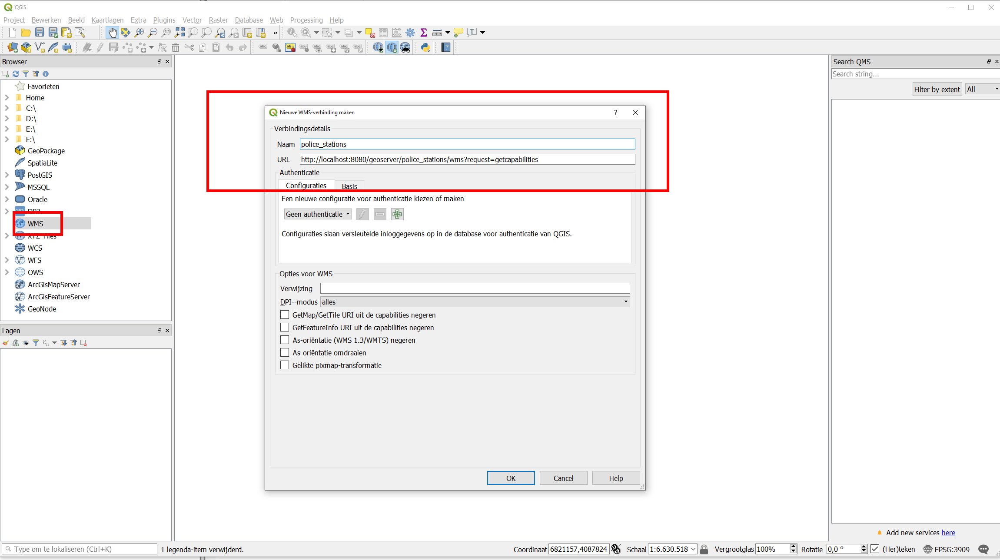 QGIS
Project Bewerken Beeld Kaartlagen Extra Plugins Vector Raster Database Web Processing Help
Browser
Favorieten
Home
C:\
D:\
E:\
F:\
GeoPackage
SpatiaLite
PostGIS
MSSQL
Oracle
DB2
WMS
XYZ Tiles
WCS
WFS
OWS
ArcGisMapServer
ArcGisFeatureServer
GeoNode
Lagen
Nieuwe WMS-verbinding maken
Verbindingsdetails
Naam police_stations
URL http://localhost:8080/geoserver/police_stations/wms?request=getcapabilities
Authenticatie
Configuraties Basis
Een nieuwe configuratie voor authenticatie kiezen of maken
Geen authenticatie
Configuraties slaan versleutelde inloggegevens op in de database voor authenticatie van QGIS.
Opties voor WMS
Verwijzing
DPI--modus alles
GetMap/GetTile URI uit de capabilities negeren
GetFeatureInfo URI uit de capabilities negeren
As-oriëntatie (WMS 1.3/WMTS) negeren
As-oriëntatie omdraaien
Gelikte pixmap-transformatie
OK Cancel Help
Search QMS
Search string...
Filter by extent All
Add new services here
Type om te lokaliseren (Ctrl+K) 1 legenda-item verwijderd. Coordinaat 6821157,4087824 Schaal 1:6.630.518 Vergrootglas 100% Rotatie 0,0 ° (Her)teken EPSG:3909